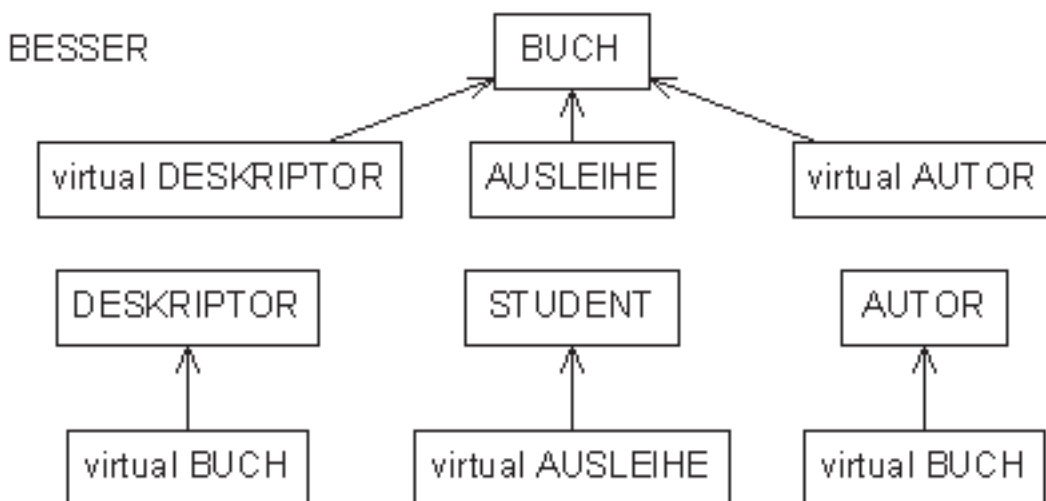 BESSER
BUCH
virtual DESKRIPTOR
AUSLEIHE
virtual AUTOR
DESKRIPTOR
STUDENT
AUTOR
virtual BUCH
virtual AUSLEIHE
virtual BUCH